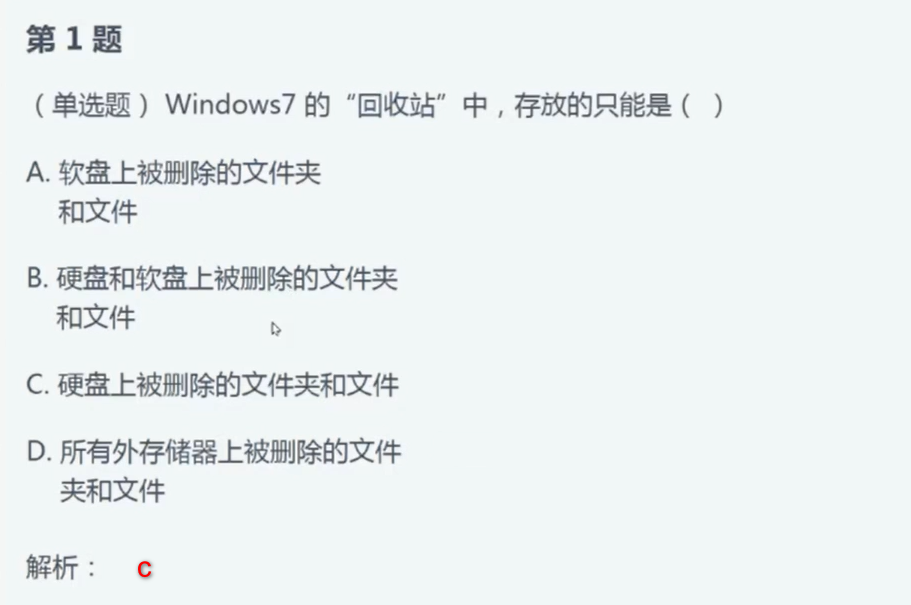 第 1 题
（单选题）Windows7 的“回收站”中，存放的只能是（  ）
A. 软盘上被删除的文件夹
和文件
B. 硬盘和软盘上被删除的文件夹
和文件
C. 硬盘上被删除的文件夹和文件
D. 所有外存储器上被删除的文件
夹和文件
解析： C